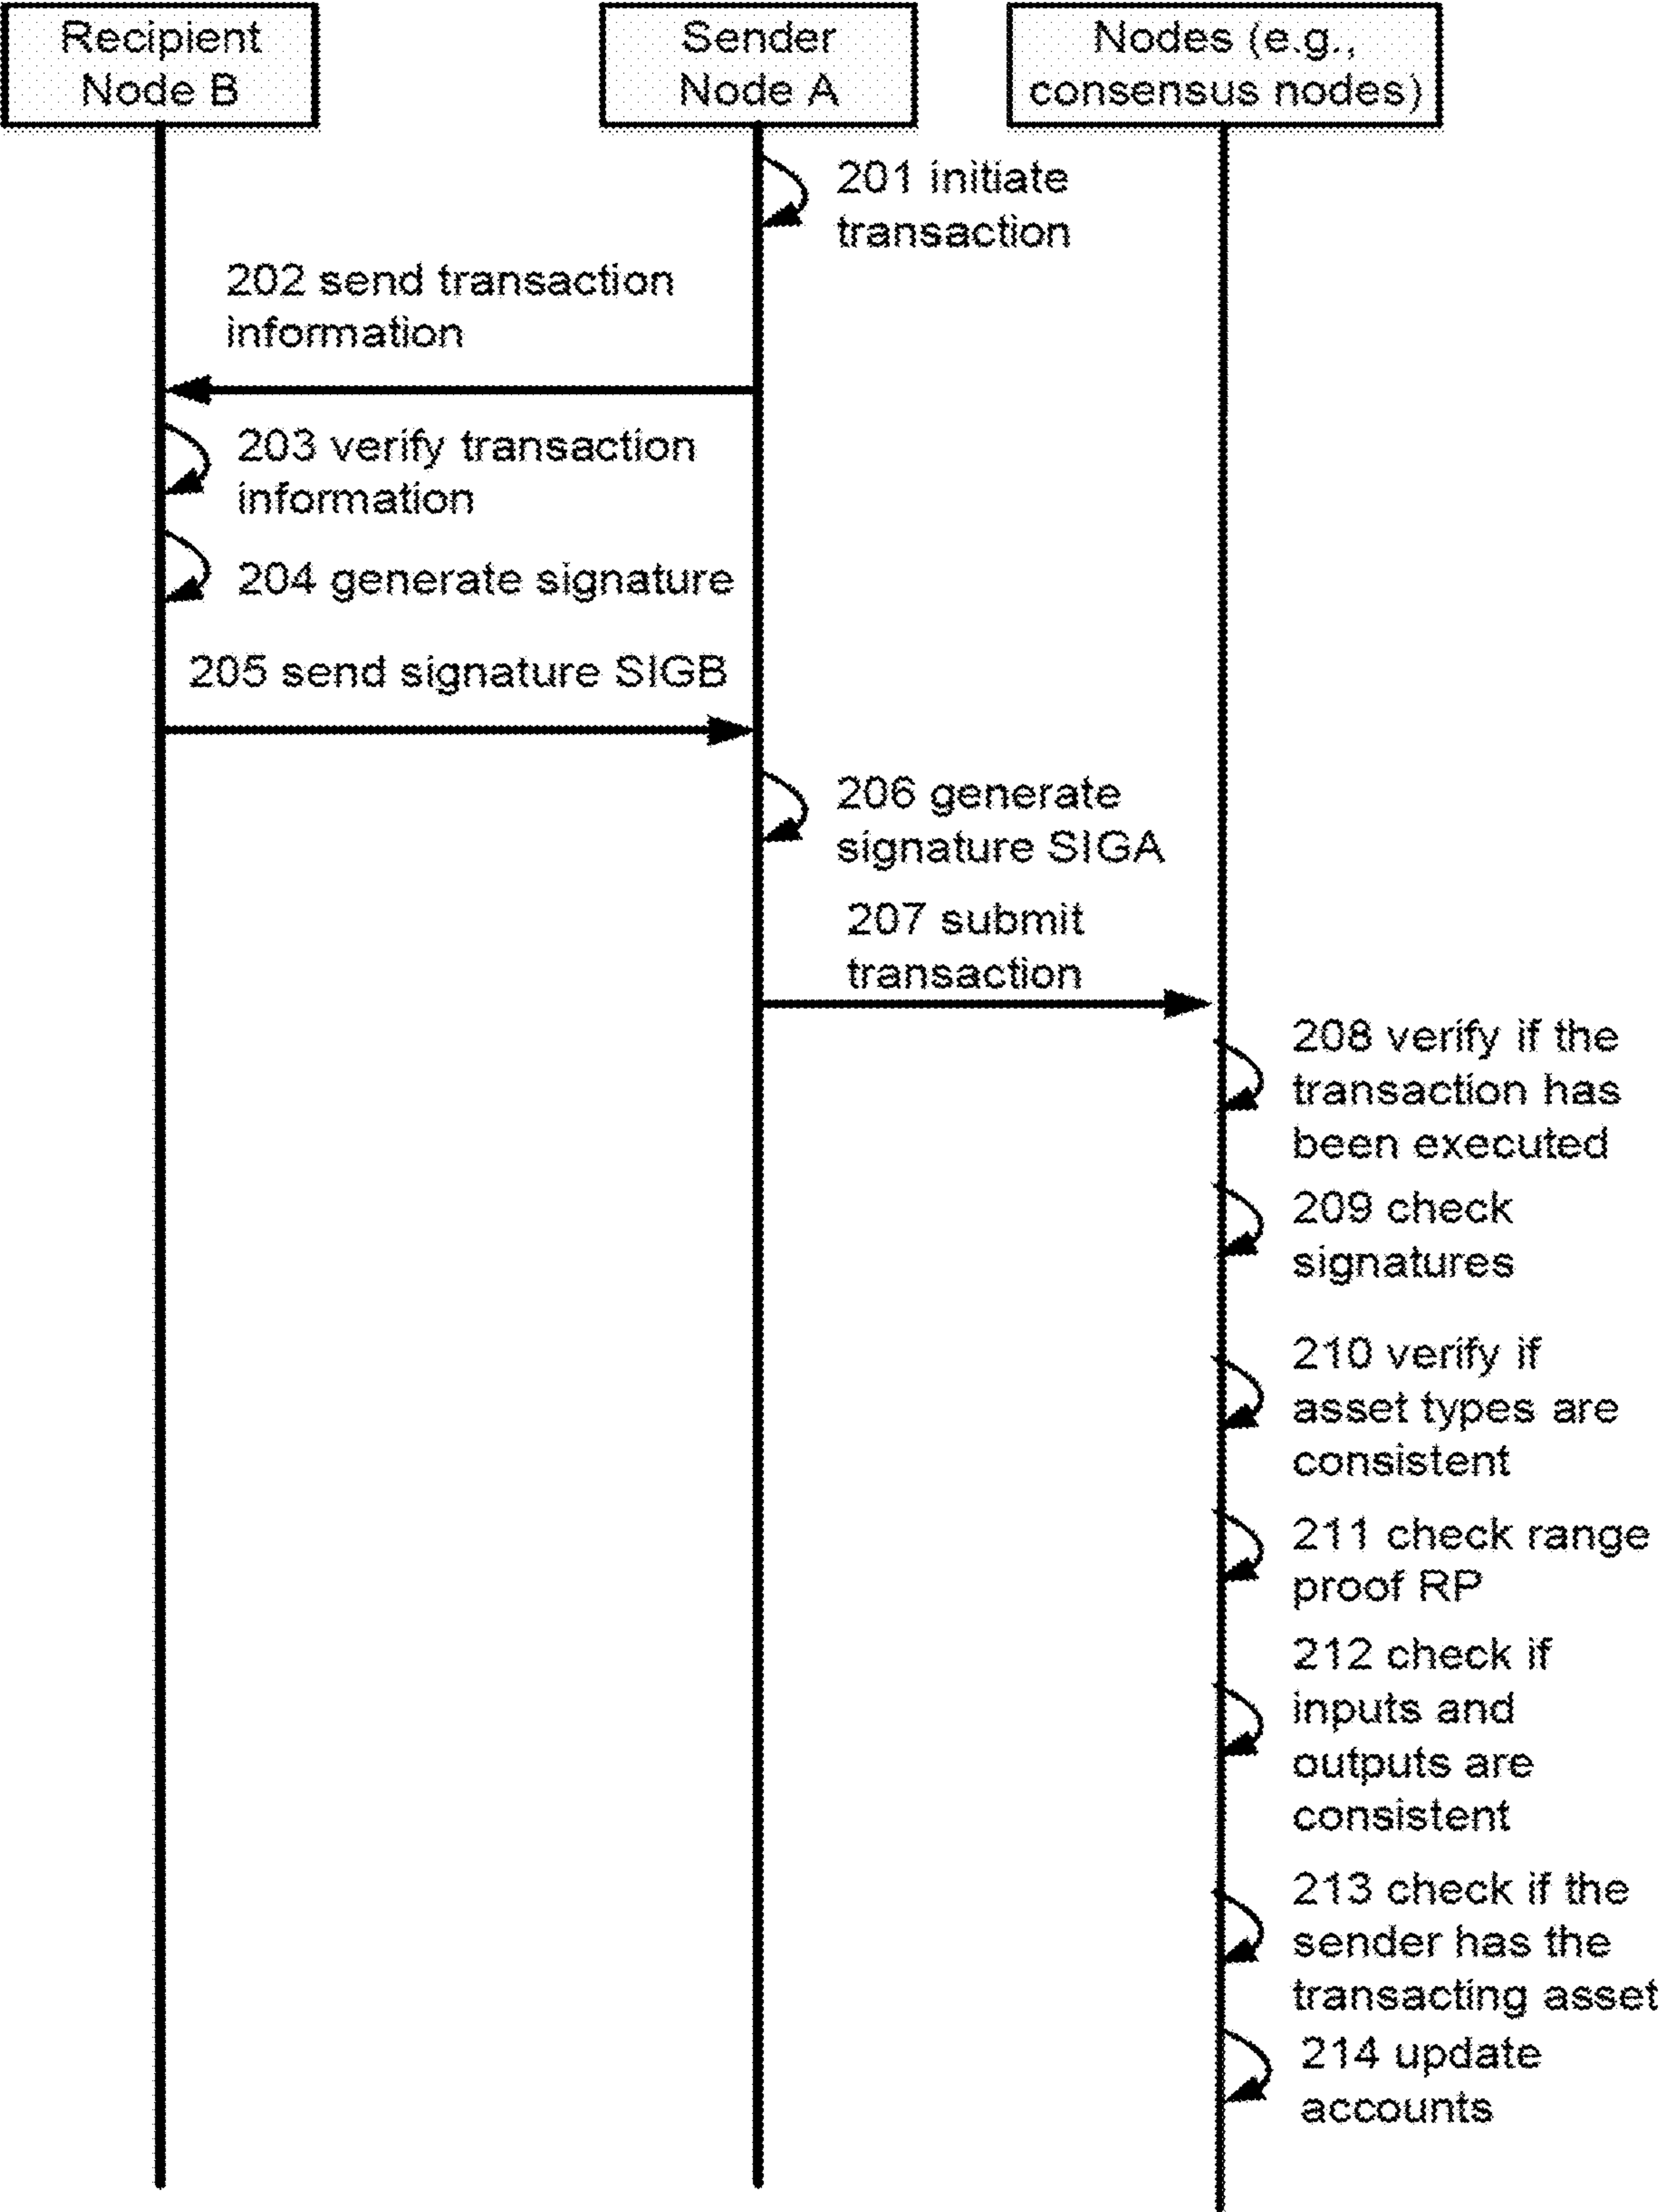 Recipient
Node B
Sender
Node A
Nodes (e.g.,
consensus nodes)
201 initiate
transaction
202 send transaction
information
203 verify transaction
information
204 generate signature
205 send signature SIGB
206 generate
signature SIGA
207 submit
transaction
208 verify if the
transaction has
been executed
209 check
signatures
210 verify if
asset types are
consistent
211 check range
proof RP
212 check if
inputs and
outputs are
consistent
213 check if the
sender has the
transacting asset
214 update
accounts